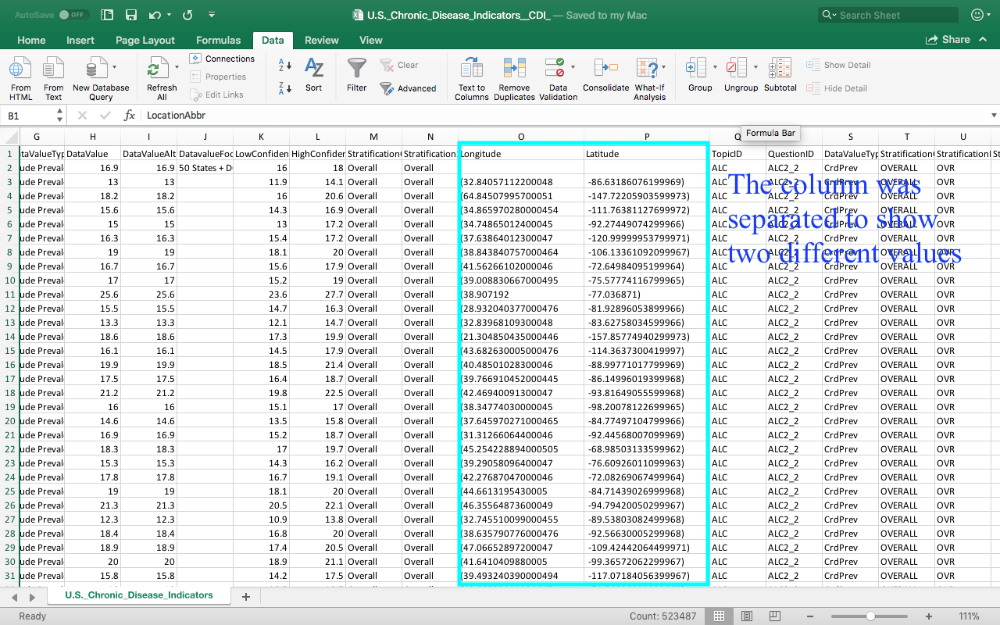 AutoSave OFF U.S._Chronic_Disease_Indicators__CDI_ — Saved to my Mac Search Sheet
Home Insert Page Layout Formulas Data Review View Share
From HTML From Text New Database Query Refresh All Connections Properties Edit Links Sort Filter Clear Advanced Text to Columns Remove Duplicates Data Validation Consolidate What-If Analysis Group Ungroup Subtotal Show Detail Hide Detail
B1 fx LocationAbbr
Formula Bar
G H I J K L M N O P Q S T U
1 DataValue DataValueAlt DatavalueFoo LowConfiden HighConfiden Stratification Stratification Longitude Latitude TopicID QuestionID DataValueTyp Stratification Stratification
2 ude Preval 16.9 16.9 50 States + D 16 18 Overall Overall ALC ALC2_2 CrdPrev OVERALL OVR
3 ude Preval 13 13 11.9 14.1 Overall Overall (32.84057112200048 -86.63186076199969) ALC ALC2_2 CrdPrev OVERALL OVR
4 ude Preval 18.2 18.2 16 20.6 Overall Overall (64.84507995700051 -147.72205903599973) ALC ALC2_2 CrdPrev OVERALL OVR
5 ude Preval 15.6 15.6 14.3 16.9 Overall Overall (34.865970280000454 -111.76381127699972) ALC ALC2_2 CrdPrev OVERALL OVR
6 ude Preval 15 15 13 17.2 Overall Overall (34.74865012400045 -92.27449074299966) ALC ALC2_2 CrdPrev OVERALL OVR
7 ude Preval 16.3 16.3 15.4 17.2 Overall Overall (37.63864012300047 -120.99999953799971) ALC ALC2_2 CrdPrev OVERALL OVR
8 ude Preval 19 19 18.1 20 Overall Overall (38.843840757000464 -106.13361092099967) ALC ALC2_2 CrdPrev OVERALL OVR
9 ude Preval 16.7 16.7 15.6 17.9 Overall Overall (41.56266102000046 -72.64984095199964) ALC ALC2_2 CrdPrev OVERALL OVR
10 ude Preval 17 17 15.2 19 Overall Overall (39.008830667000495 -75.57774116799965) ALC ALC2_2 CrdPrev OVERALL OVR
11 ude Preval 25.6 25.6 23.6 27.7 Overall Overall (38.907192 -77.036871) ALC ALC2_2 CrdPrev OVERALL OVR
12 ude Preval 15.5 15.5 14.7 16.3 Overall Overall (28.932040377000476 -81.92896053899966) ALC ALC2_2 CrdPrev OVERALL OVR
13 ude Preval 13.3 13.3 12.1 14.7 Overall Overall (32.83968109300048 -83.62758034599966) ALC ALC2_2 CrdPrev OVERALL OVR
14 ude Preval 18.6 18.6 17.3 19.9 Overall Overall (21.304850435000446 -157.85774940299973) ALC ALC2_2 CrdPrev OVERALL OVR
15 ude Preval 16.1 16.1 14.5 17.9 Overall Overall (43.682630005000476 -114.3637300419997) ALC ALC2_2 CrdPrev OVERALL OVR
16 ude Preval 19.9 19.9 18.5 21.4 Overall Overall (40.48501028300046 -88.99771017799969) ALC ALC2_2 CrdPrev OVERALL OVR
17 ude Preval 17.5 17.5 16.4 18.7 Overall Overall (39.766910452000445 -86.14996019399968) ALC ALC2_2 CrdPrev OVERALL OVR
18 ude Preval 21.2 21.2 19.8 22.5 Overall Overall (42.46940091300047 -93.81649055599968) ALC ALC2_2 CrdPrev OVERALL OVR
19 ude Preval 16 16 15.1 17 Overall Overall (38.34774030000045 -98.20078122699965) ALC ALC2_2 CrdPrev OVERALL OVR
20 ude Preval 14.6 14.6 13.5 15.8 Overall Overall (37.645970271000465 -84.77497104799966) ALC ALC2_2 CrdPrev OVERALL OVR
21 ude Preval 16.9 16.9 15.2 18.7 Overall Overall (31.31266064400046 -92.44568007099969) ALC ALC2_2 CrdPrev OVERALL OVR
22 ude Preval 18.3 18.3 17 19.7 Overall Overall (45.254228894000505 -68.98503133599962) ALC ALC2_2 CrdPrev OVERALL OVR
23 ude Preval 15.3 15.3 14.3 16.2 Overall Overall (39.29058096400047 -76.60926011099963) ALC ALC2_2 CrdPrev OVERALL OVR
24 ude Preval 17.8 17.8 16.7 19.1 Overall Overall (42.27687047000046 -72.08269067499964) ALC ALC2_2 CrdPrev OVERALL OVR
25 ude Preval 19 19 18.1 20 Overall Overall (44.6613195430005 -84.71439026999968) ALC ALC2_2 CrdPrev OVERALL OVR
26 ude Preval 21.3 21.3 20.5 22.1 Overall Overall (46.35564873600049 -94.79420050299967) ALC ALC2_2 CrdPrev OVERALL OVR
27 ude Preval 12.3 12.3 10.9 13.8 Overall Overall (32.745510099000455 -89.53803082499968) ALC ALC2_2 CrdPrev OVERALL OVR
28 ude Preval 18.4 18.4 16.8 20 Overall Overall (38.635790776000476 -92.56630005299968) ALC ALC2_2 CrdPrev OVERALL OVR
29 ude Preval 18.9 18.9 17.4 20.5 Overall Overall (47.06652897200047 -109.42442064499971) ALC ALC2_2 CrdPrev OVERALL OVR
30 ude Preval 20 20 18.9 21.1 Overall Overall (41.6410409880005 -99.36572062299967) ALC ALC2_2 CrdPrev OVERALL OVR
31 ude Preval 15.8 15.8 14.2 17.5 Overall Overall (39.493240390000494 -117.07184056399967) ALC ALC2_2 CrdPrev OVERALL OVR
The column was
separated to show
two different values
U.S._Chronic_Disease_Indicators
Ready Count: 523487 111%